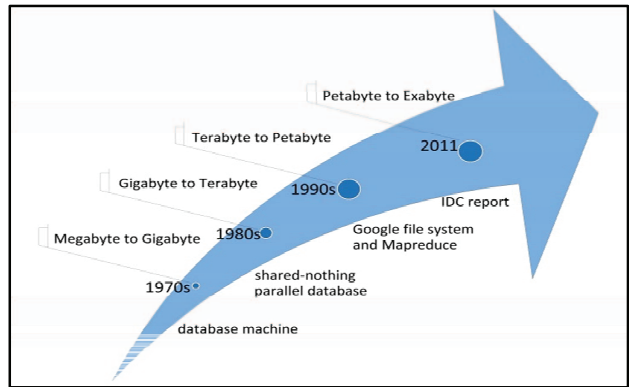 Petabyte to Exabyte
2011
IDC report
Terabyte to Petabyte
1990s
Google file system
and Mapreduce
Gigabyte to Terabyte
1980s
shared-nothing
parallel database
Megabyte to Gigabyte
1970s
database machine